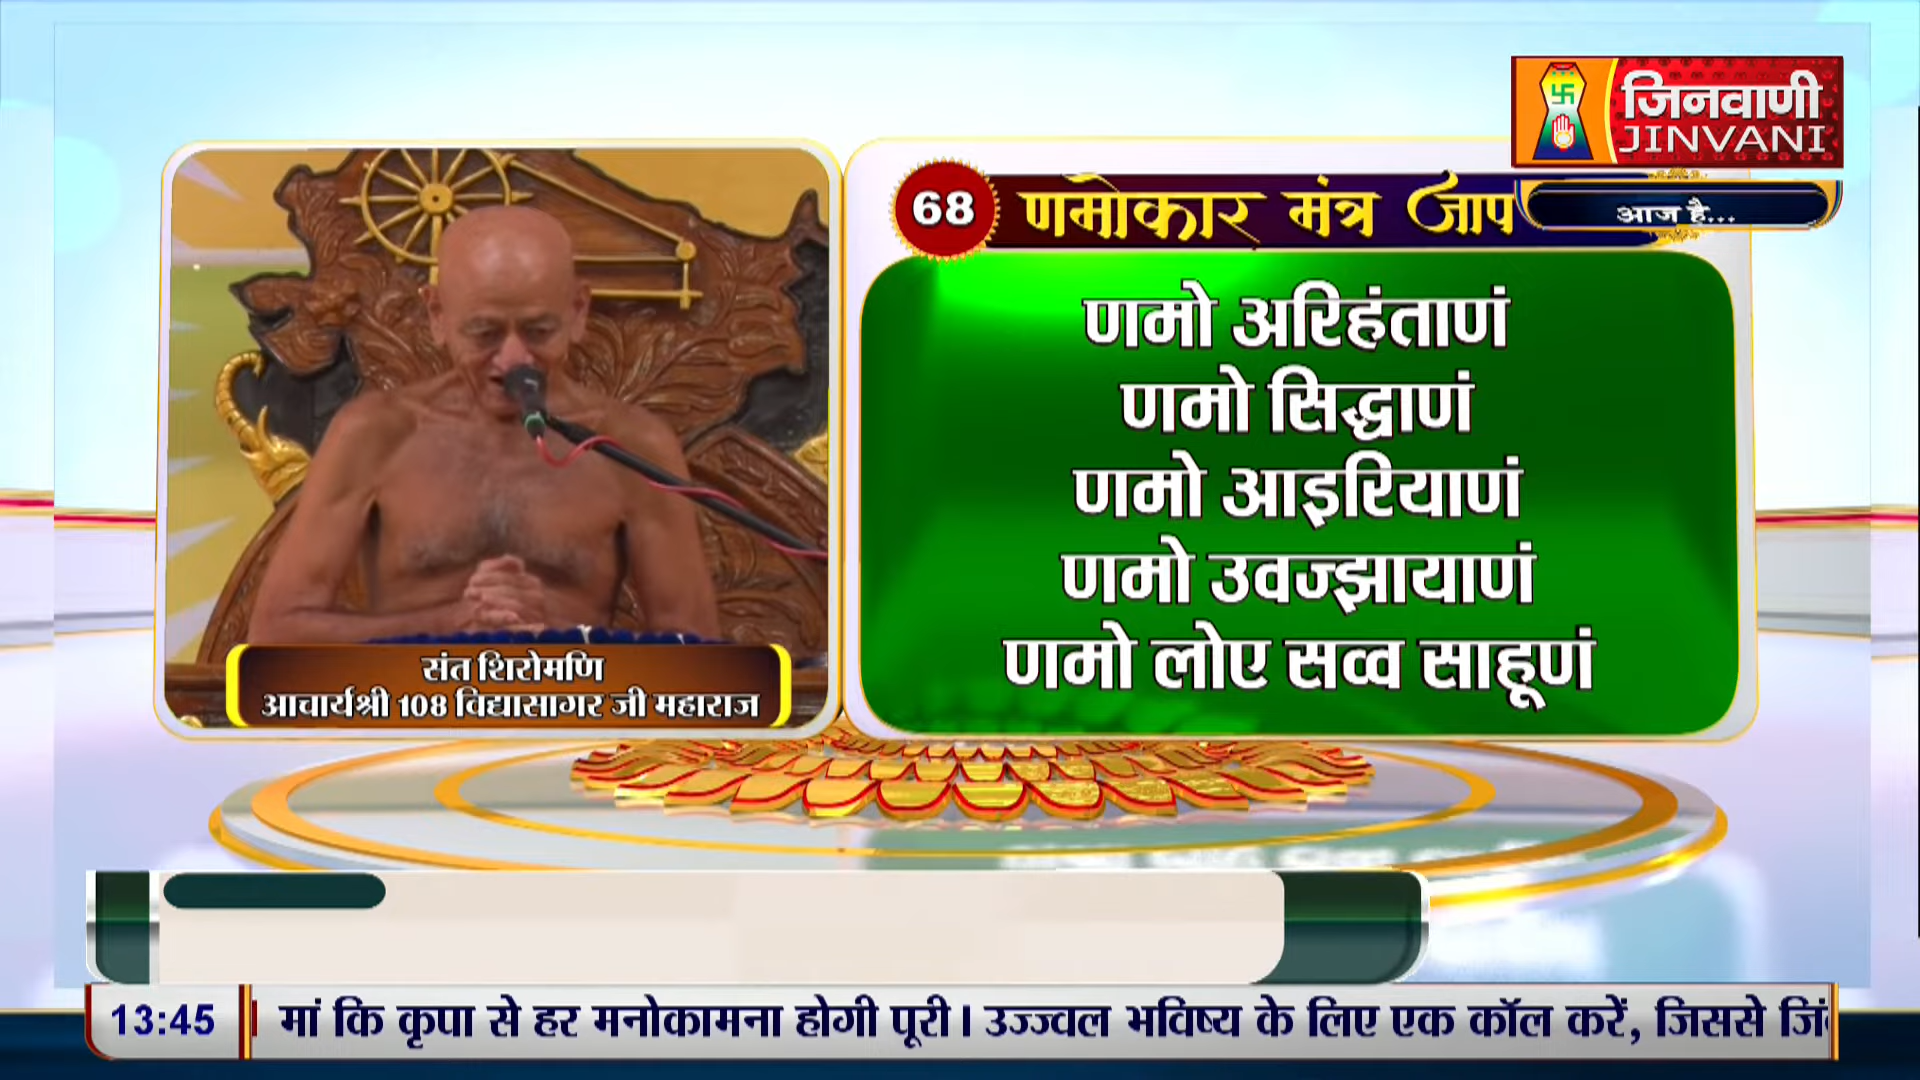 जिनवाणी
JINVANI
68 णमोकार मंत्र जाप
आज है...
णमो अरिहंताणं
णमो सिद्धाणं
णमो आइरियाणं
णमो उवज्झायाणं
णमो लोए सव्व साहूणं
संत शिरोमणि
आचार्यश्री 108 विद्यासागर जी महाराज
13:45 मां कि कृपा से हर मनोकामना होगी पूरी। उज्ज्वल भविष्य के लिए एक कॉल करें, जिससे